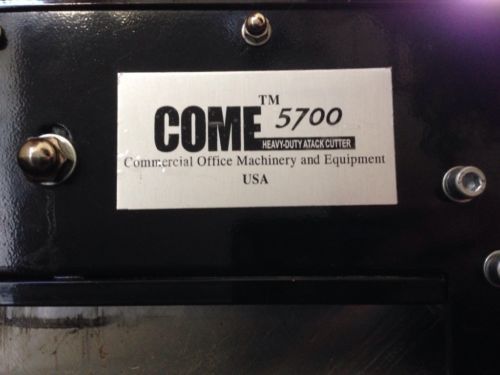 COME™ 5700
HEAVY-DUTY ATACK CUTTER
Commercial Office Machinery and Equipment
USA